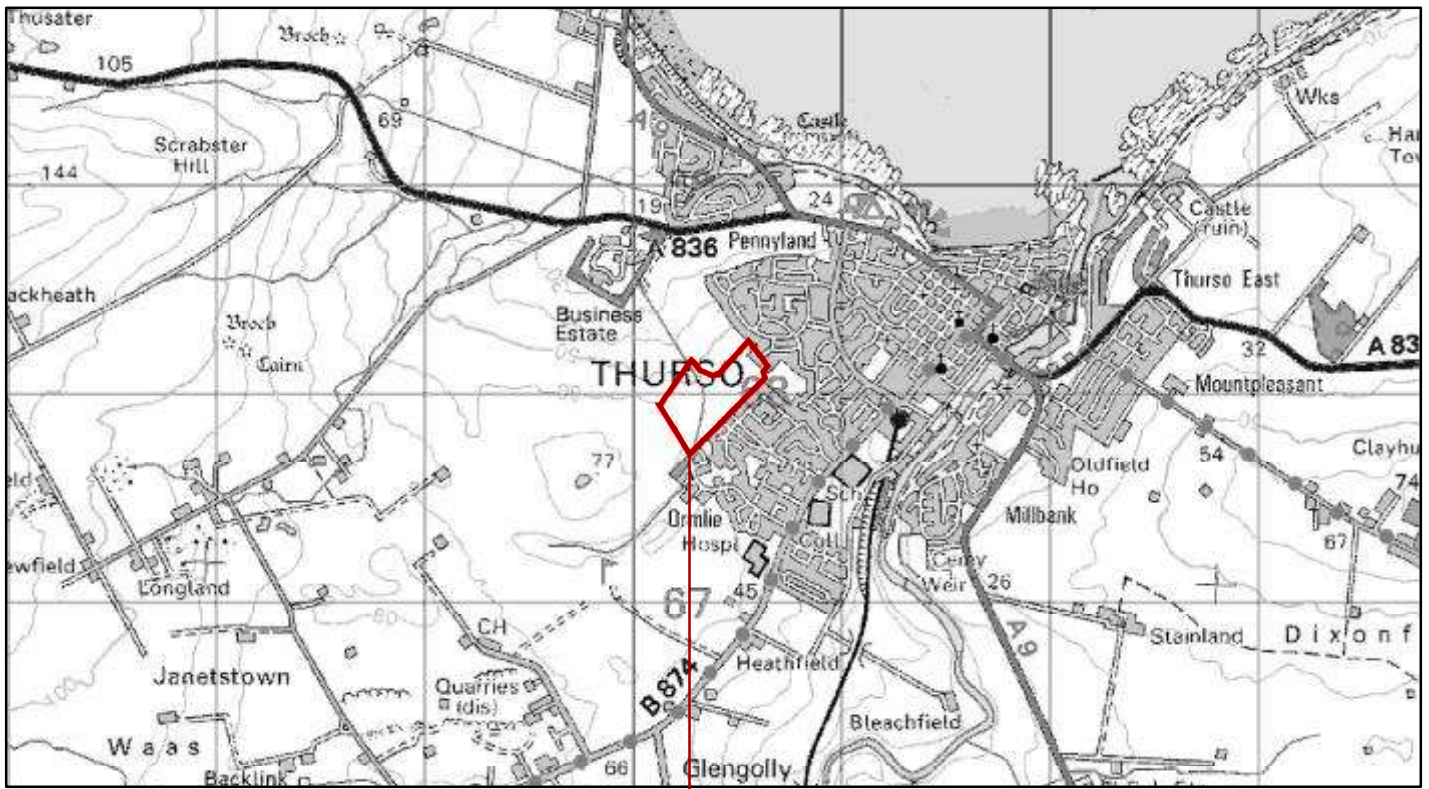 Thusater
105
Broch
69
Scrabster
Hill
144
A9
Castle
19
24
A 836
Pennyland
Wks
Castle
(ruin)
Thurso East
ackheath
Broch
Cairn
Business
Estate
THURSO
32
A 83
Mountpleasant
77
54
Clayhu
74
Oldfield
Ho
Sch
Ormlie
Hospl
Coll
Millbank
67
Cemy
Weir
26
ewfield
Longland
45
67
CH
Stainland
Dixonf
A9
Heathfield
Janetstown
Quarries
(dis)
B 874
Bleachfield
Waas
Backlink
66
Glengolly